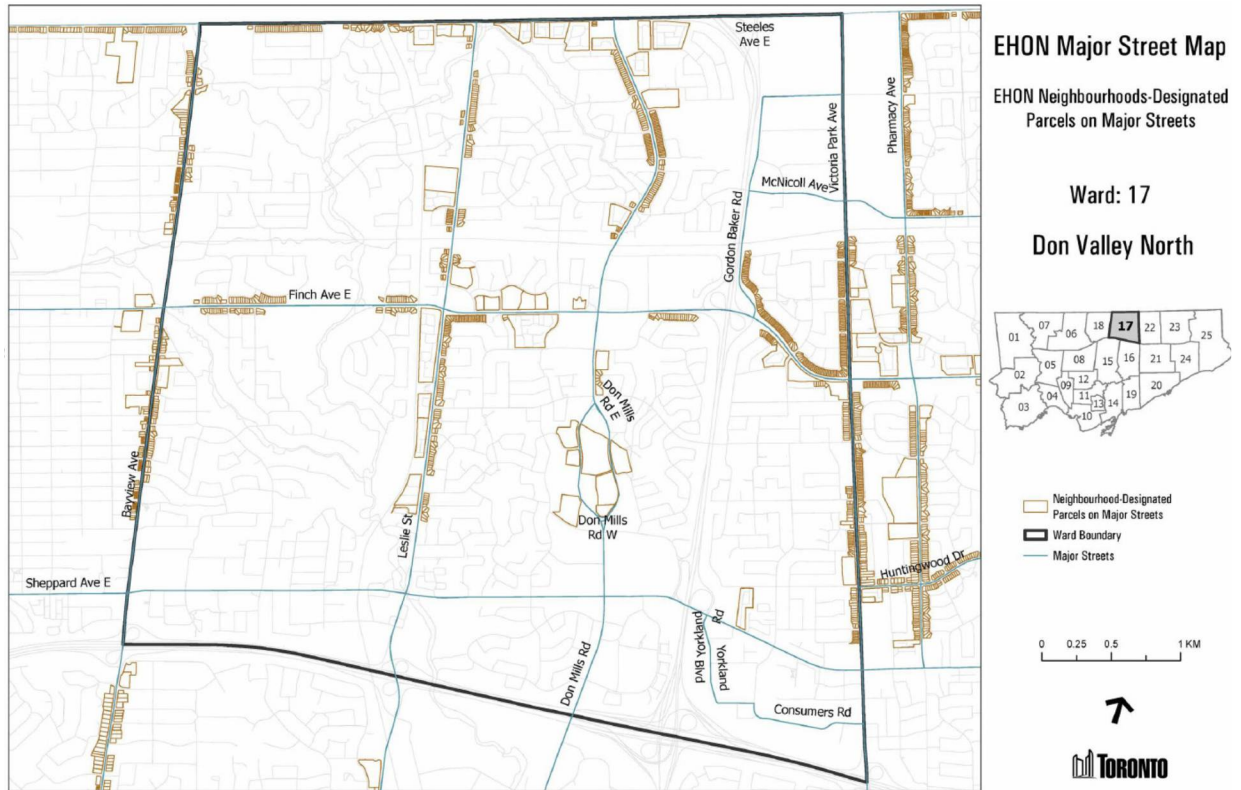 EHON Major Street Map
EHON Neighbourhoods-Designated
Parcels on Major Streets
Ward: 17
Don Valley North
Steeles
Ave E
Pharmacy Ave
Victoria Park Ave
McNicoll Ave
Gordon Baker Rd
Finch Ave E
Don Mills
Rd E
Bayview Ave
Leslie St
Don Mills
Rd W
Huntingwood Dr
Sheppard Ave E
Yorkland
Rd
Yorkland Blvd
Don Mills Rd
Consumers Rd
01
07
06
18
17
22
23
25
02
05
08
15
16
21
24
09
12
03
04
11
13
14
19
20
10
Neighbourhood-Designated
Parcels on Major Streets
Ward Boundary
Major Streets
0 0.25 0.5 1 KM
TORONTO